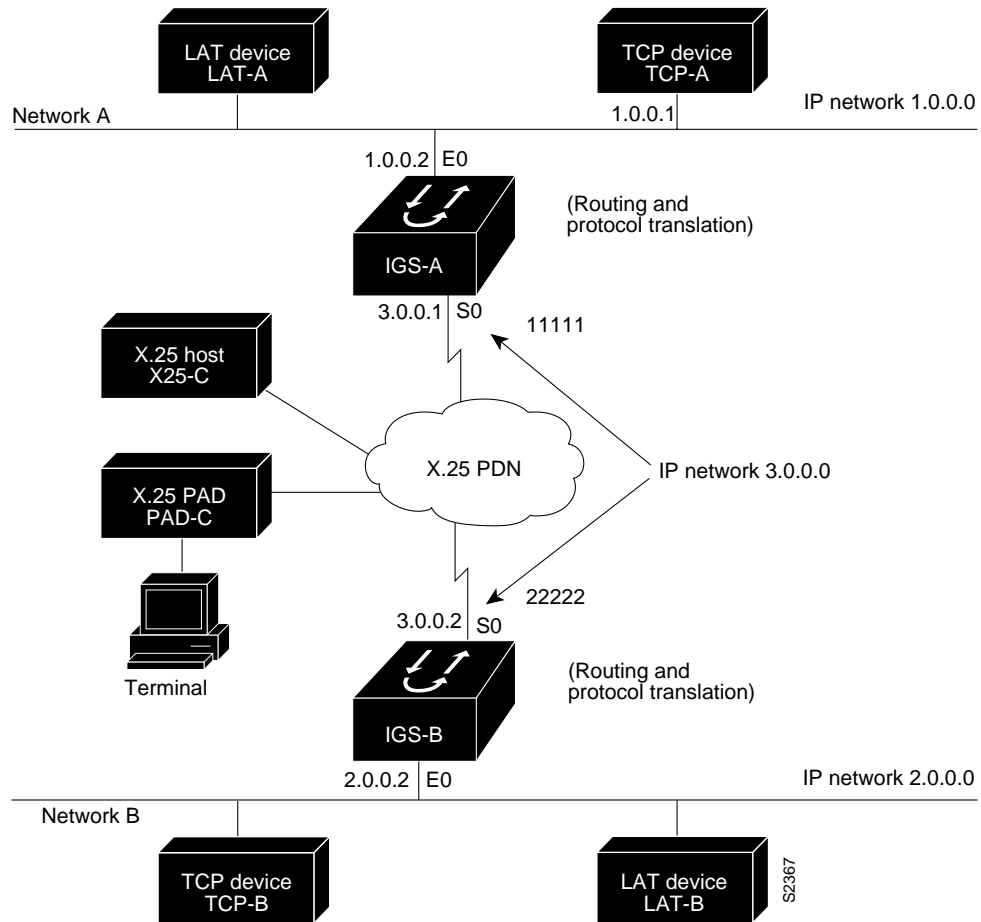 LAT device
LAT-A
TCP device
TCP-A
Network A
1.0.0.1
IP network 1.0.0.0
1.0.0.2
E0
(Routing and
protocol translation)
IGS-A
3.0.0.1
S0
11111
X.25 host
X25-C
X.25 PDN
IP network 3.0.0.0
X.25 PAD
PAD-C
22222
3.0.0.2
S0
Terminal
(Routing and
protocol translation)
IGS-B
2.0.0.2
E0
IP network 2.0.0.0
Network B
TCP device
TCP-B
LAT device
LAT-B
S2367